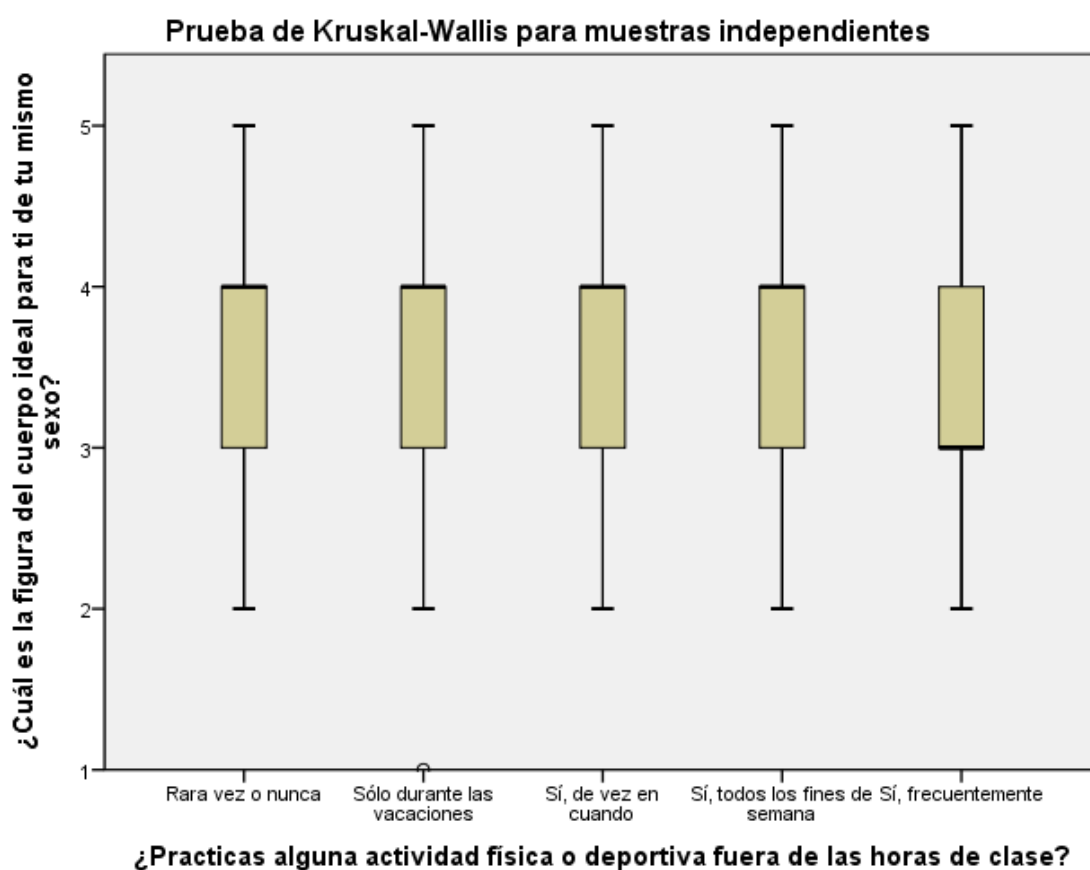 Prueba de Kruskal-Wallis para muestras independientes
¿Cuál es la figura del cuerpo ideal para ti de tu mismo
sexo?
5
4
3
2
1
Rara vez o nunca
Sólo durante las
vacaciones
Sí, de vez en
cuando
Sí, todos los fines de
semana
Sí, frecuentemente
¿Practicas alguna actividad física o deportiva fuera de las horas de clase?